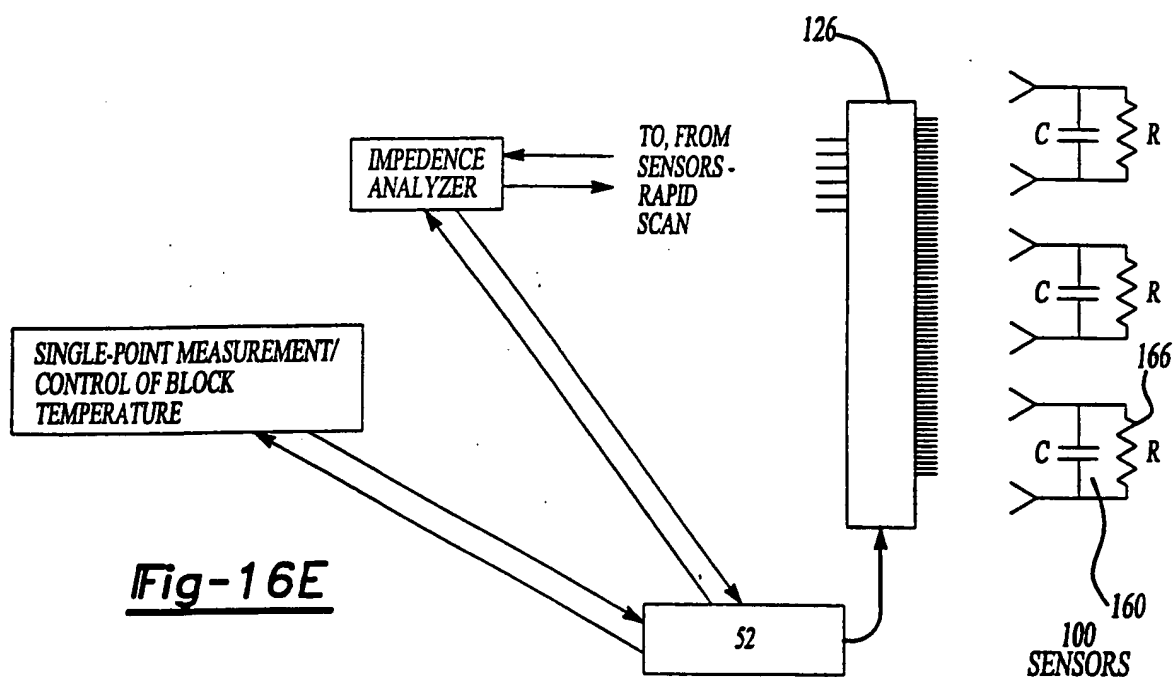 126
IMPEDENCE
ANALYZER
TO, FROM
SENSORS -
RAPID
SCAN
C
R
C
R
SINGLE-POINT MEASUREMENT/
CONTROL OF BLOCK
TEMPERATURE
166
C
R
Fig-16E
52
160
100
SENSORS